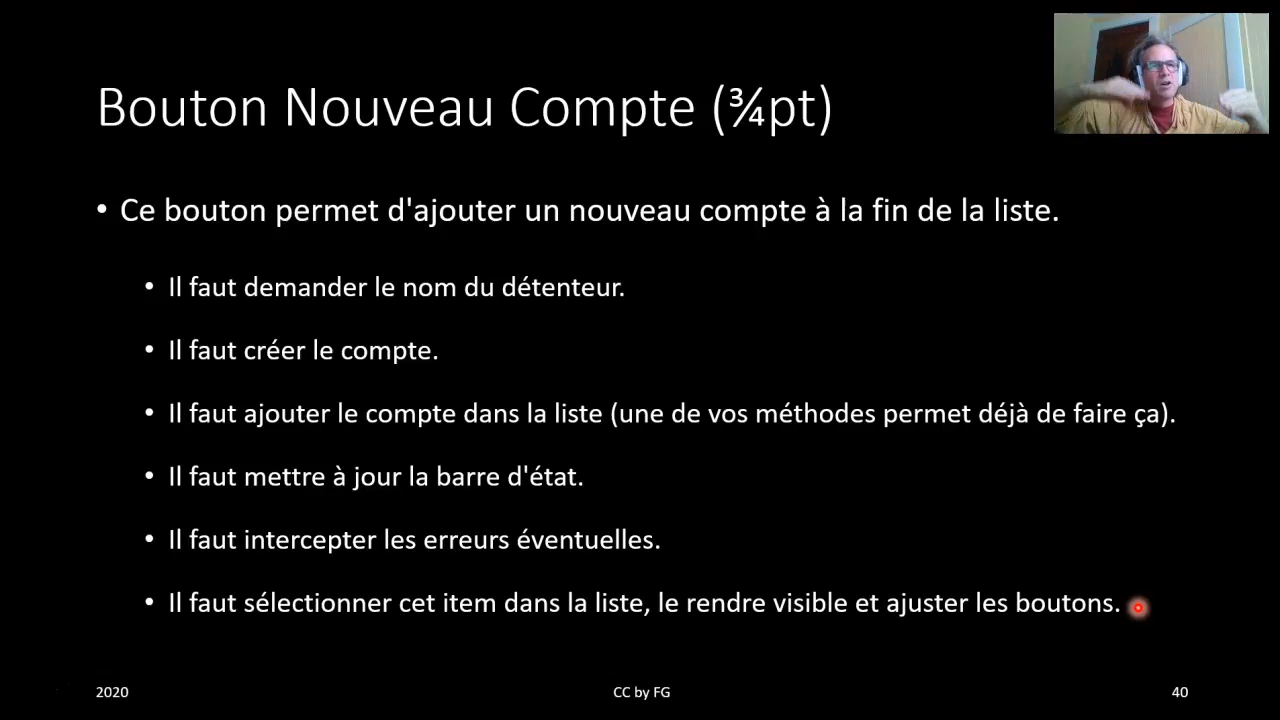 Bouton Nouveau Compte (¾pt)
• Ce bouton permet d'ajouter un nouveau compte à la fin de la liste.
• Il faut demander le nom du détenteur.
• Il faut créer le compte.
• Il faut ajouter le compte dans la liste (une de vos méthodes permet déjà de faire ça).
• Il faut mettre à jour la barre d'état.
• Il faut intercepter les erreurs éventuelles.
• Il faut sélectionner cet item dans la liste, le rendre visible et ajuster les boutons.
2020 CC by FG 40